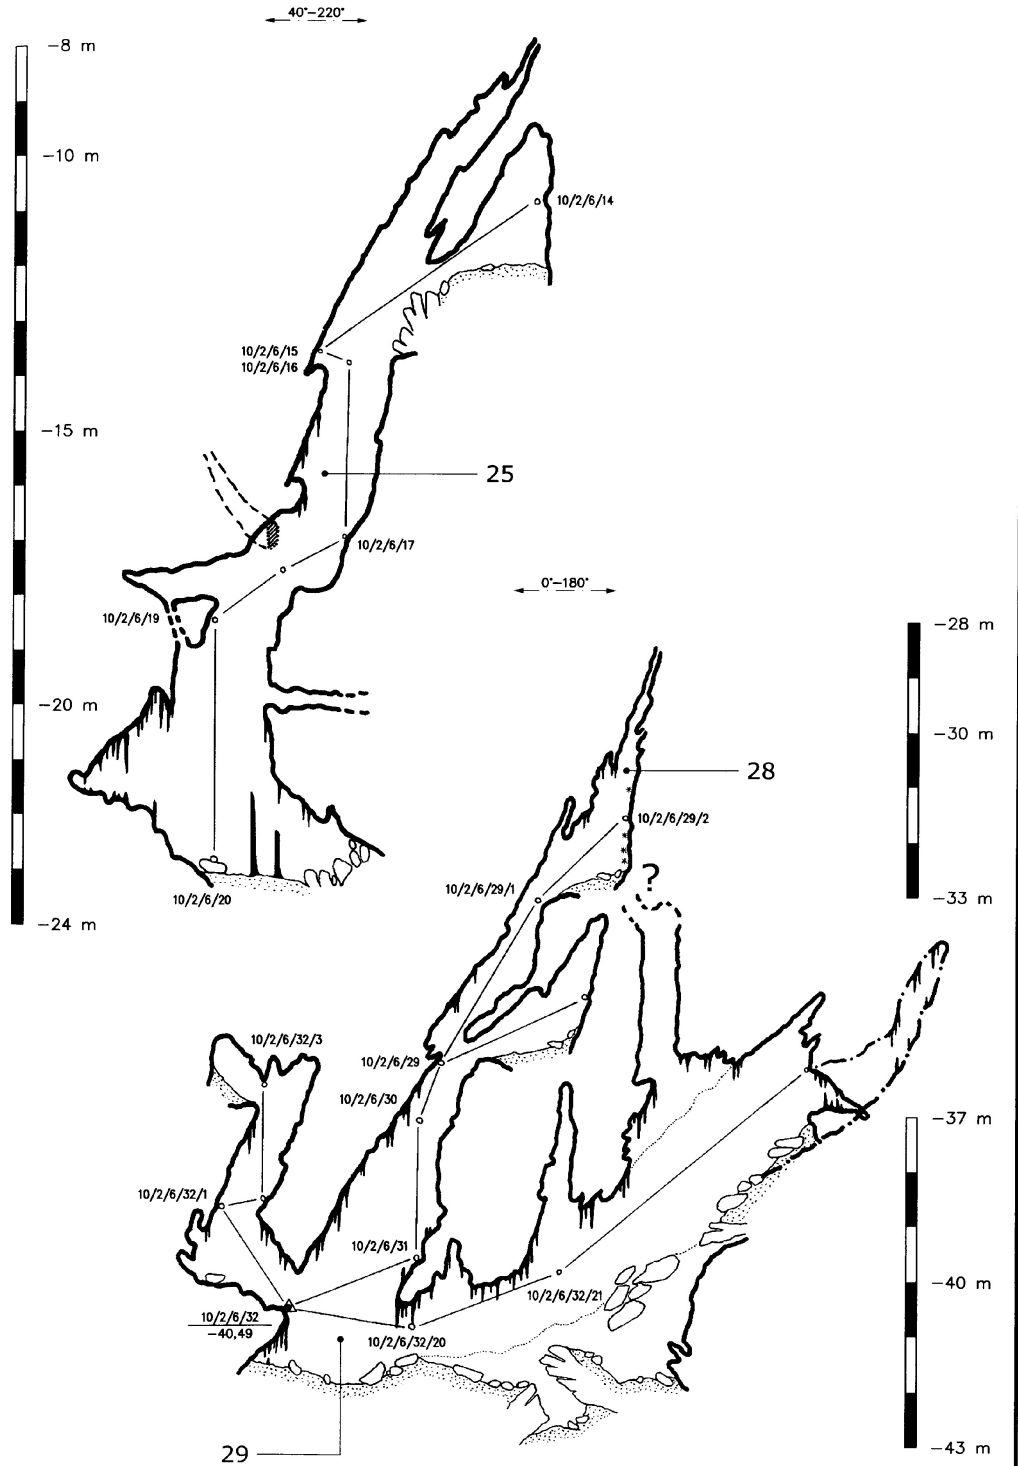 40°–220°
–8 m
–10 m
10/2/6/14
10/2/6/15
10/2/6/16
–15 m
25
10/2/6/17
0°–180°
10/2/6/19
–28 m
–20 m
–30 m
28
10/2/6/29/2
?
10/2/6/29/1
10/2/6/20
–33 m
–24 m
10/2/6/32/3
10/2/6/29
10/2/6/30
–37 m
10/2/6/32/1
10/2/6/31
–40 m
10/2/6/32/21
10/2/6/32
–40,49
10/2/6/32/20
29
–43 m